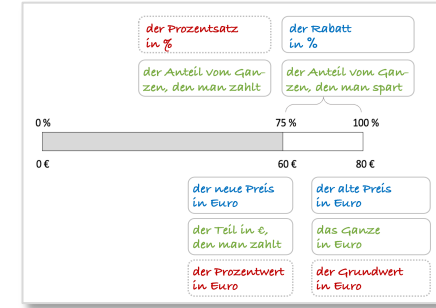 der Prozentsatz
in %
der Rabatt
in %
der Anteil vom Gan-
zen, den man zahlt
der Anteil vom Gan-
zen, den man spart
0 %
75 %
100 %
0 €
60 €
80 €
der neue Preis
in Euro
der alte Preis
in Euro
der Teil in €,
den man zahlt
das Ganze
in Euro
der Prozentwert
in Euro
der Grundwert
in Euro